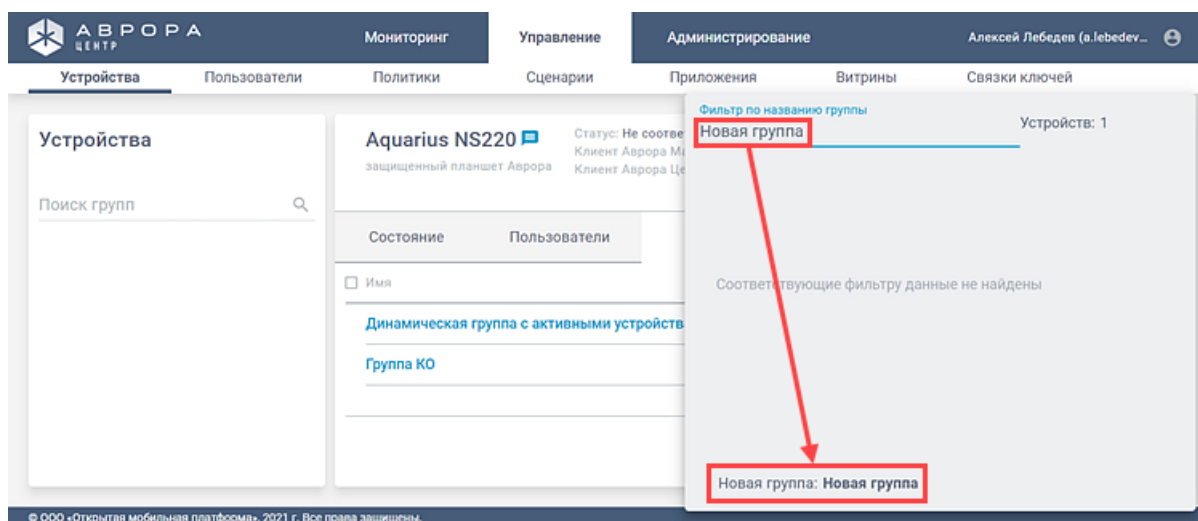 АВРОРА
ЦЕНТР
Мониторинг
Управление
Администрирование
Алексей Лебедев (a.lebedev...
Устройства
Пользователи
Политики
Сценарии
Приложения
Витрины
Связки ключей
Устройства
Поиск групп
Aquarius NS220
защищенный планшет Аврора
Статус: Не соотве
Клиент Аврора Ма
Клиент Аврора Це
Состояние
Пользователи
Имя
Динамическая группа с активными устройств
Группа КО
Фильтр по названию группы
Новая группа
Устройств: 1
Соответствующие фильтру данные не найдены
Новая группа: Новая группа
© ООО «Открытая мобильная платформа», 2021 г. Все права защищены.